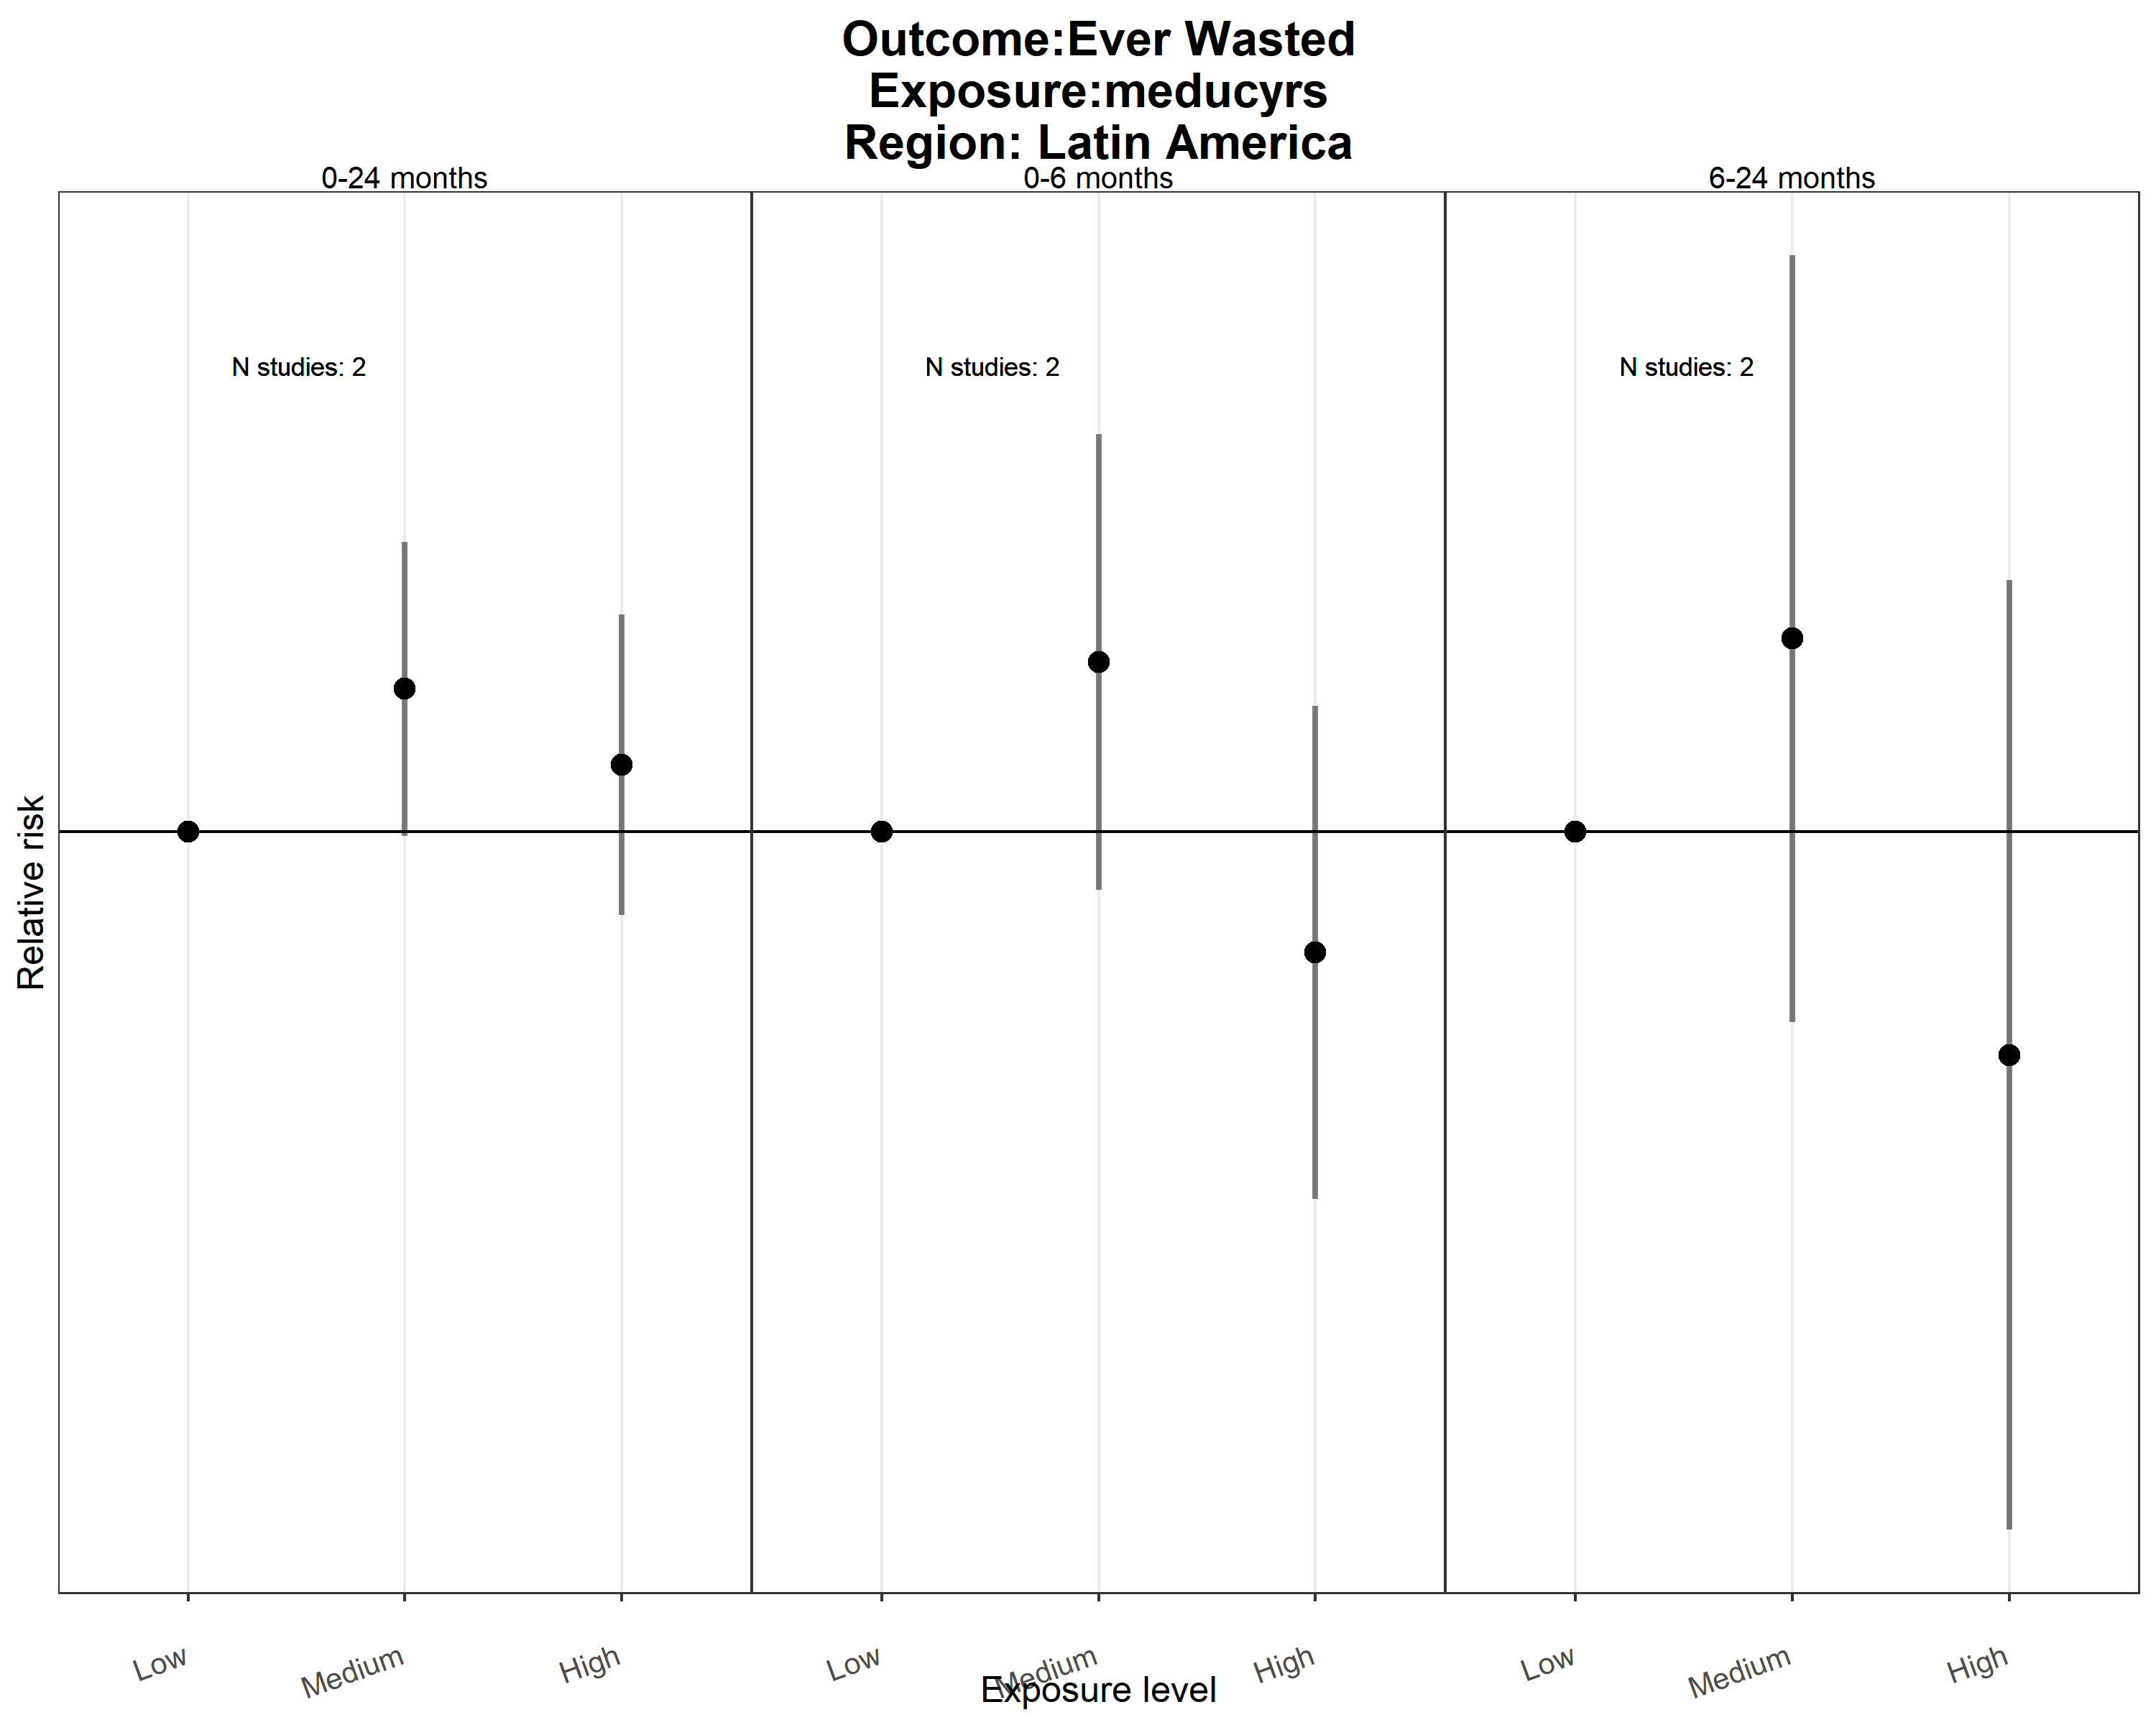 Outcome:Ever Wasted
Exposure:meducyrs
Region: Latin America
0-24 months
0-6 months
6-24 months
N studies: 2
N studies: 2
N studies: 2
Relative risk
Low
Medium
High
Low
Medium
High
Low
Medium
High
Exposure level